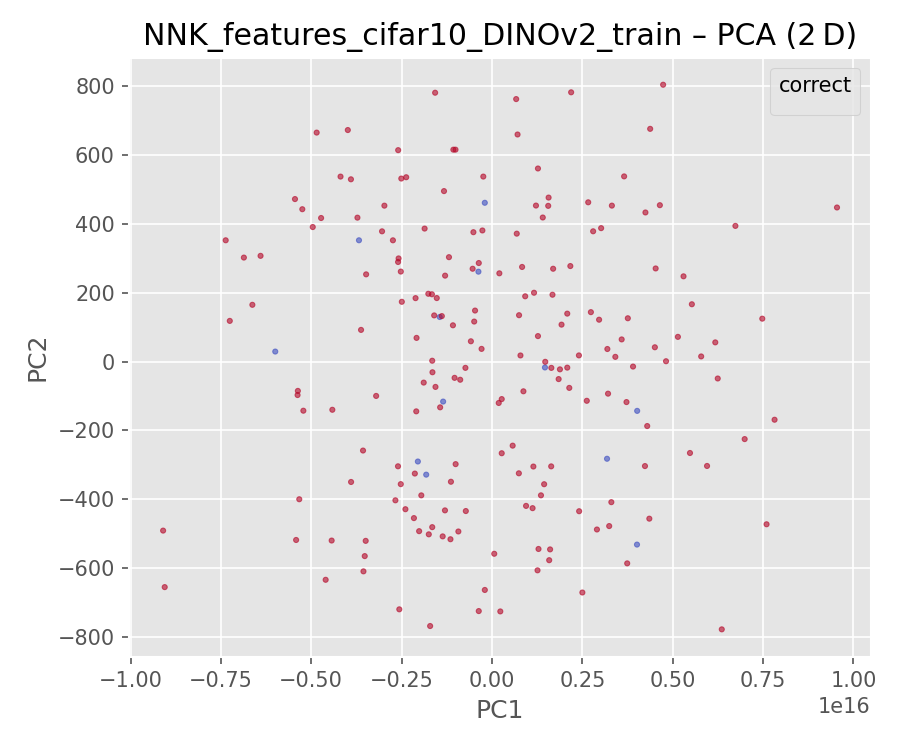 NNK_features_cifar10_DINOv2_train – PCA (2 D)
correct
PC2
800
600
400
200
0
−200
−400
−600
−800
−1.00 −0.75 −0.50 −0.25 0.00 0.25 0.50 0.75 1.00
1e16
PC1